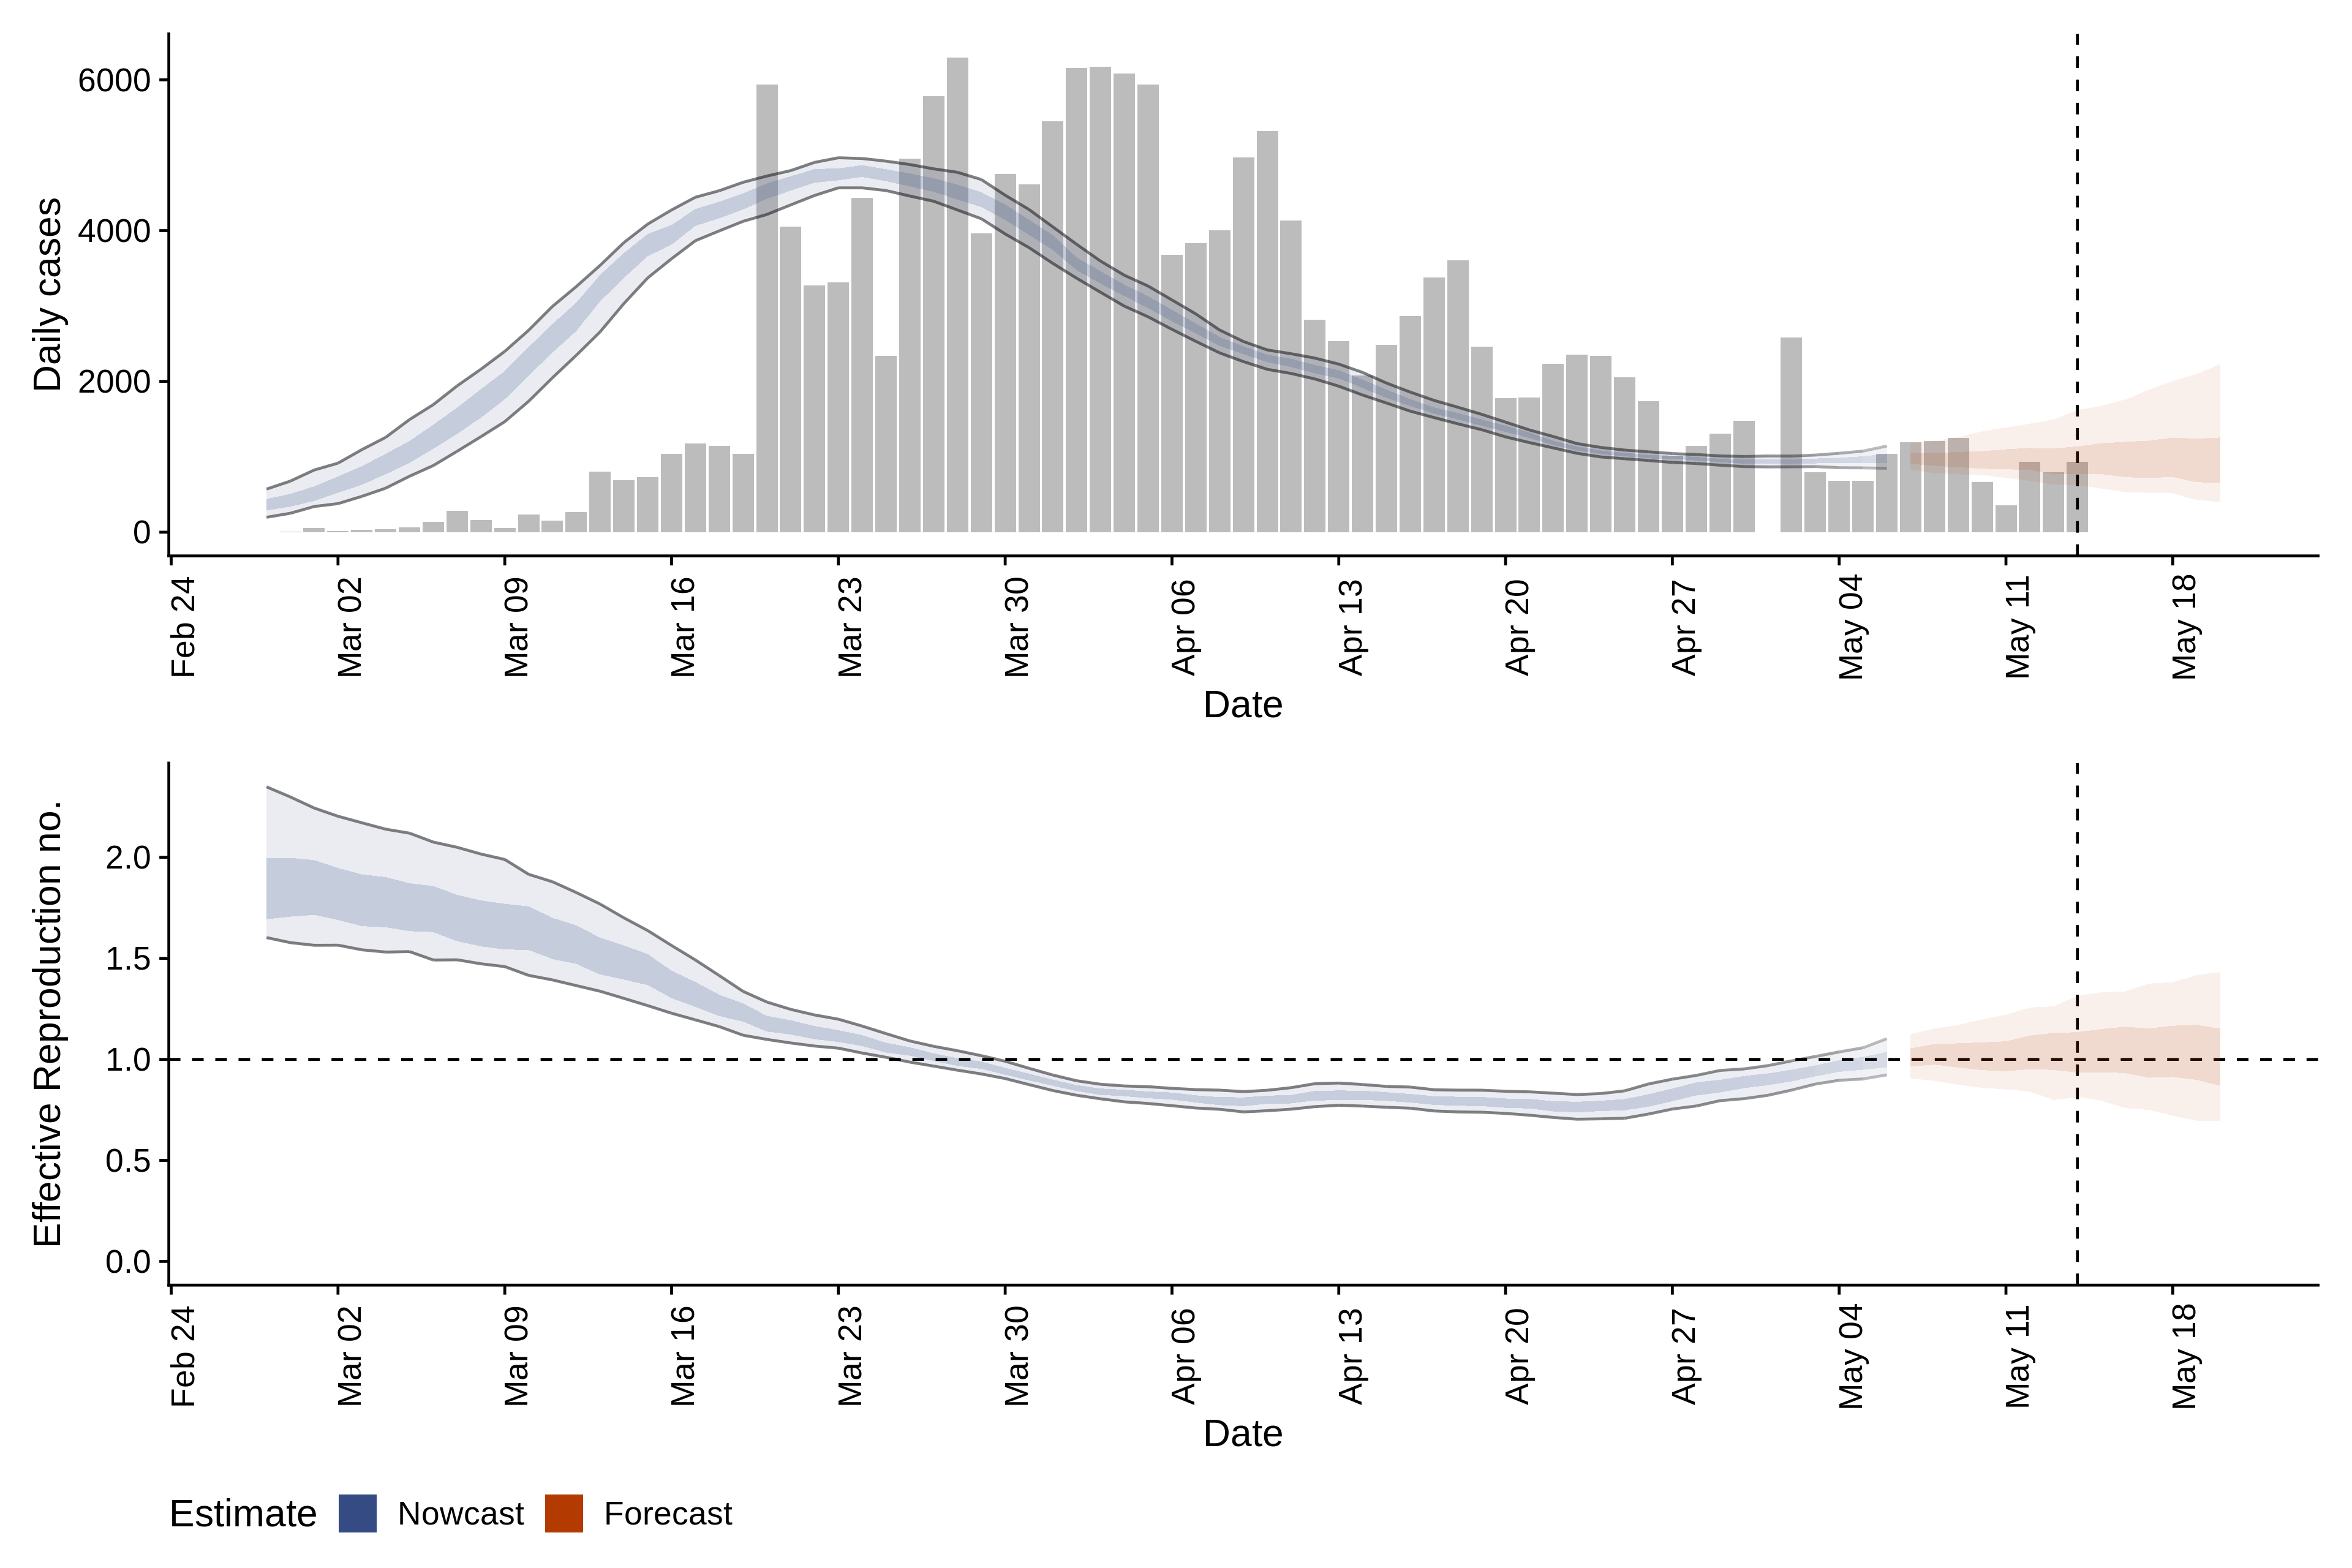 Daily cases
6000
4000
2000
0
Feb 24
Mar 02
Mar 09
Mar 16
Mar 23
Mar 30
Apr 06
Apr 13
Apr 20
Apr 27
May 04
May 11
May 18
Date
Effective Reproduction no.
2.0
1.5
1.0
0.5
0.0
Feb 24
Mar 02
Mar 09
Mar 16
Mar 23
Mar 30
Apr 06
Apr 13
Apr 20
Apr 27
May 04
May 11
May 18
Date
Estimate Nowcast Forecast